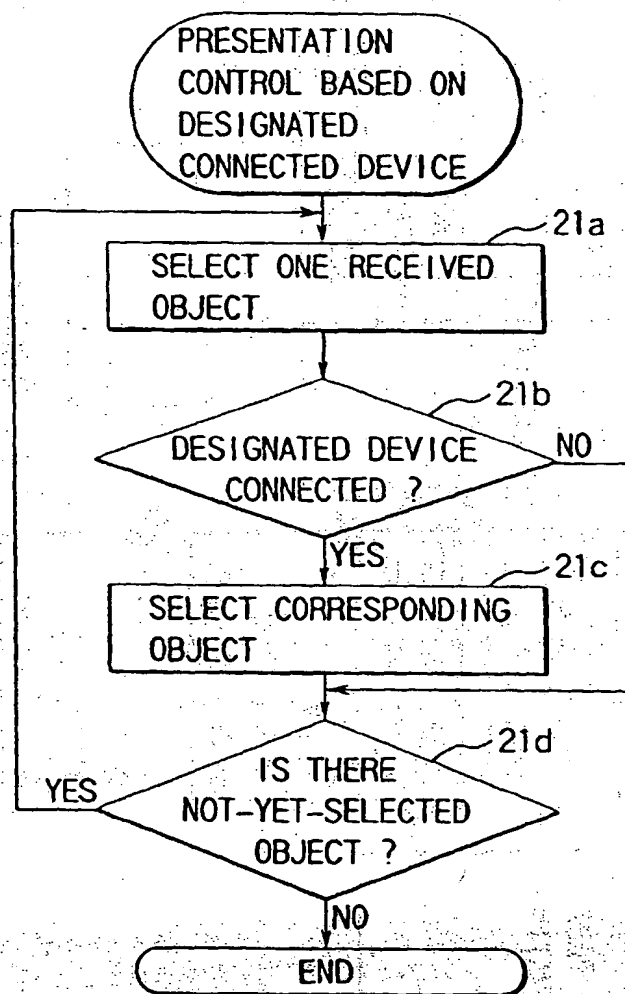 PRESENTATION
CONTROL BASED ON
DESIGNATED
CONNECTED DEVICE
21a
SELECT ONE RECEIVED
OBJECT
21b
DESIGNATED DEVICE
CONNECTED ?
NO
YES
21c
SELECT CORRESPONDING
OBJECT
21d
IS THERE
NOT-YET-SELECTED
OBJECT ?
YES
NO
END